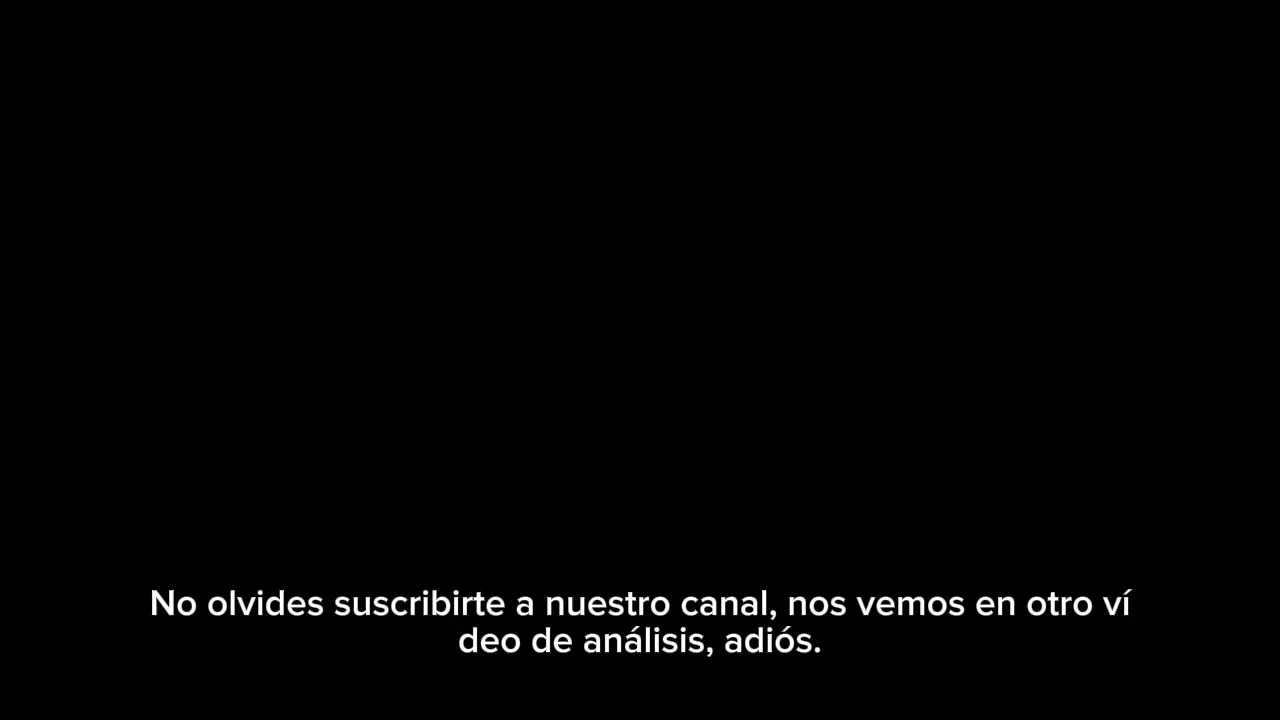 No olvides suscribirte a nuestro canal, nos vemos en otro ví
deo de análisis, adiós.